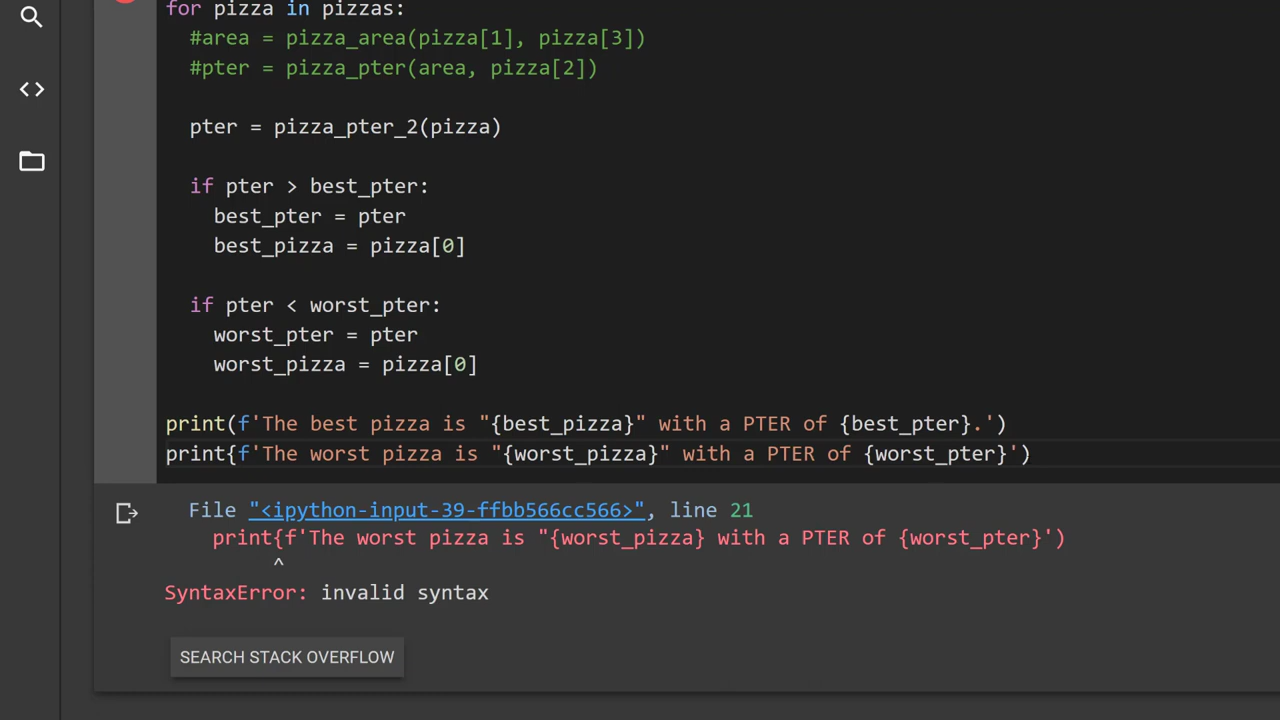 for pizza in pizzas:
#area = pizza_area(pizza[1], pizza[3])
#pter = pizza_pter(area, pizza[2])
pter = pizza_pter_2(pizza)
if pter > best_pter:
best_pter = pter
best_pizza = pizza[0]
if pter < worst_pter:
worst_pter = pter
worst_pizza = pizza[0]
print(f'The best pizza is "{best_pizza}" with a PTER of {best_pter}.')
print{f'The worst pizza is "{worst_pizza}" with a PTER of {worst_pter}')
File "<ipython-input-39-ffbb566cc566>", line 21
print{f'The worst pizza is "{worst_pizza} with a PTER of {worst_pter}')
^
SyntaxError: invalid syntax
SEARCH STACK OVERFLOW